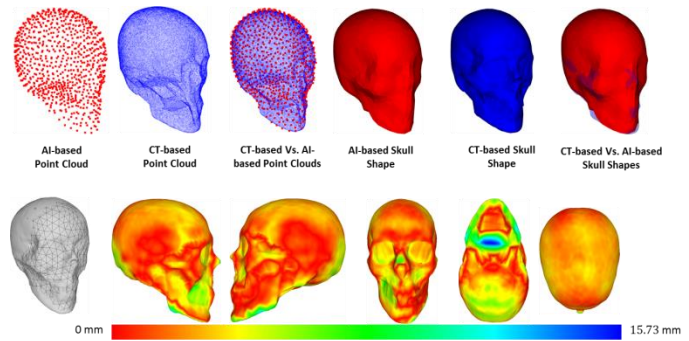 AI-based
Point Cloud
CT-based
Point Cloud
CT-based Vs. AI-
based Point Clouds
AI-based Skull
Shape
CT-based Skull
Shape
CT-based Vs. AI-based
Skull Shapes
0 mm
15.73 mm